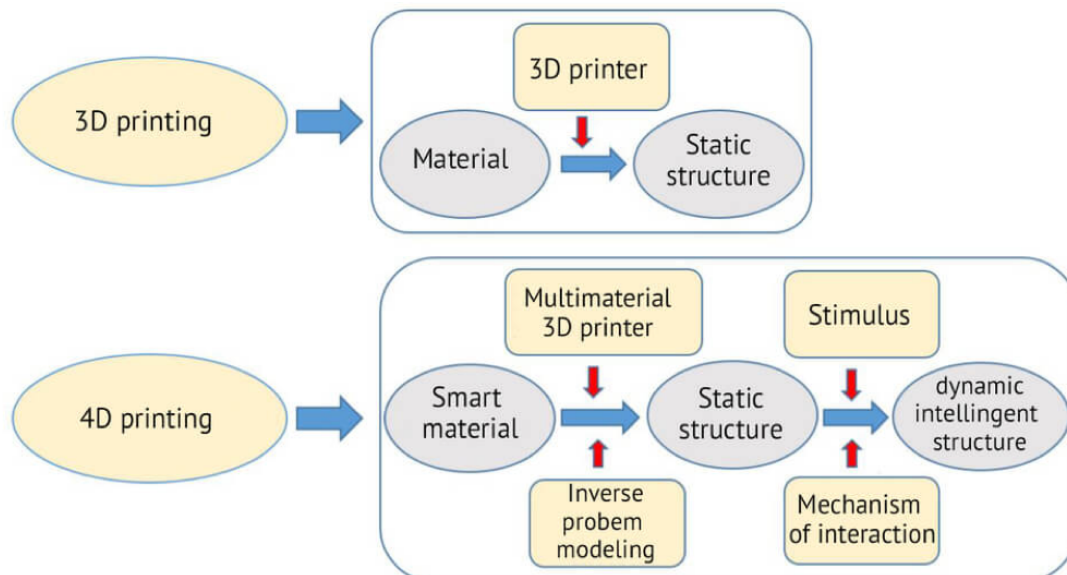 3D printing
3D printer
Material
Static
structure
4D printing
Multimaterial
3D printer
Stimulus
Smart
material
Static
structure
dynamic
intellingent
structure
Inverse
probem
modeling
Mechanism
of interaction